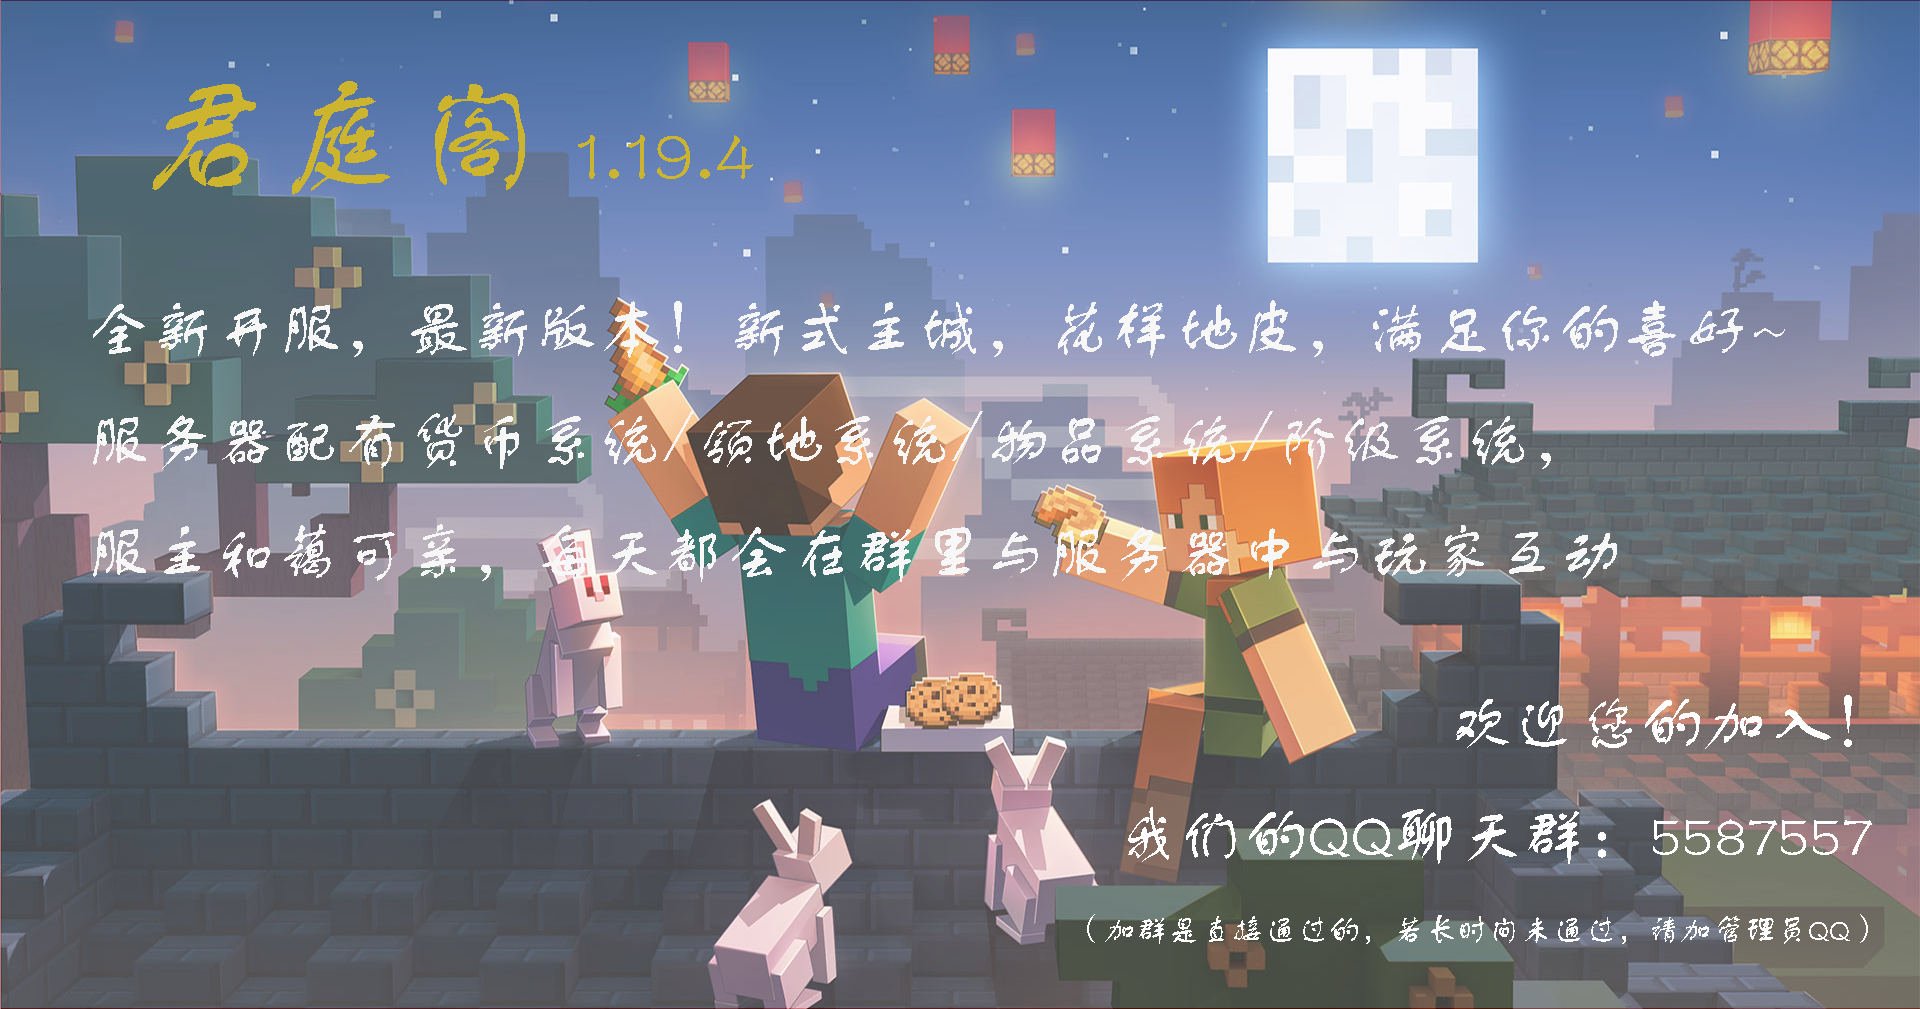 君庭阁 1.19.4
全新开服，最新版本！新式主城，花样地皮，满足你的喜好~
服务器配有货币系统/领地系统/物品系统/阶级系统，
服主和蔼可亲，每天都会在群里与服务器中与玩家互动
欢迎您的加入！
我们的QQ聊天群：5587557
（加群是直接通过的，若长时间未通过，请加管理员QQ）